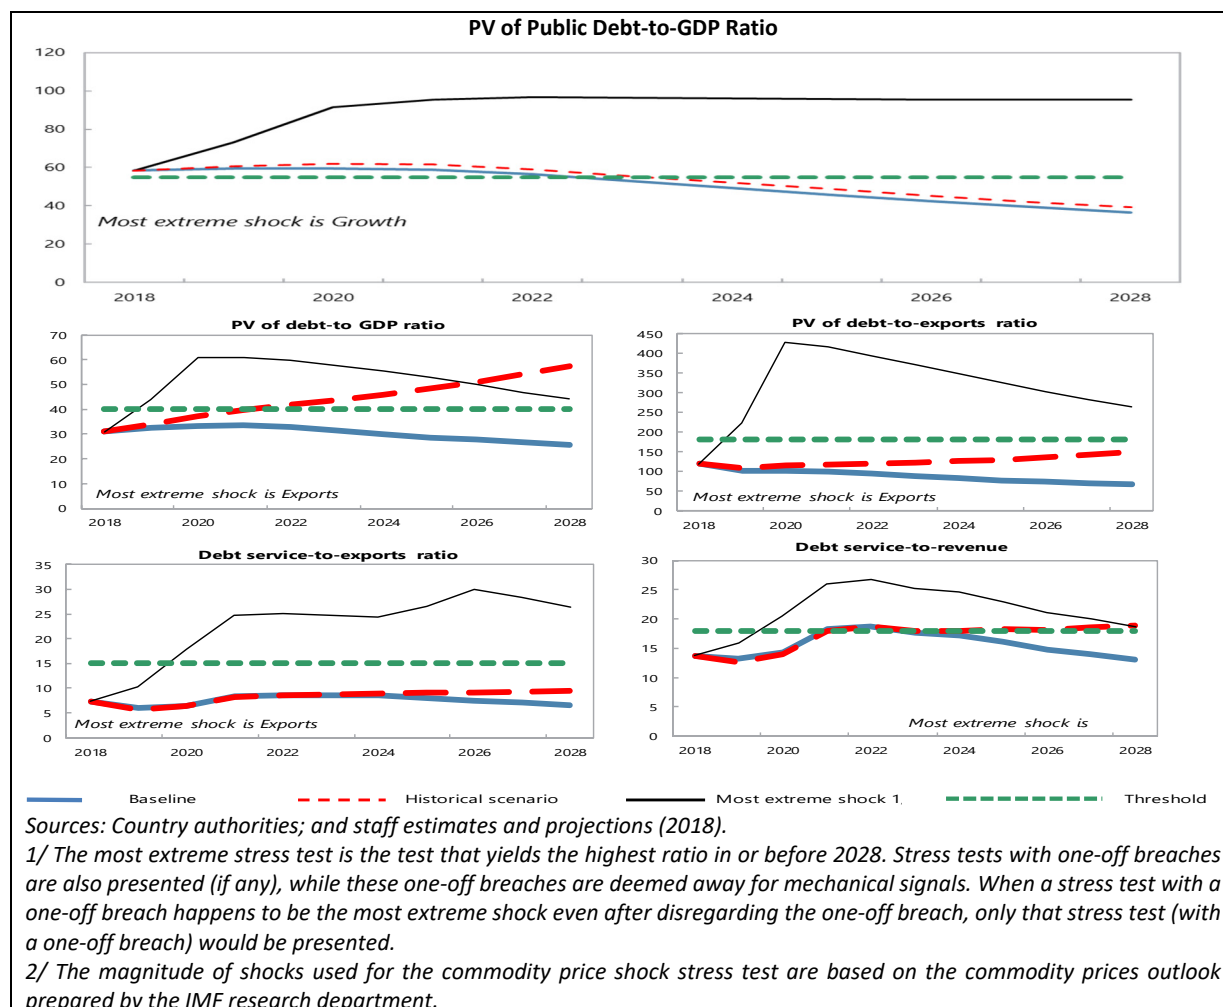 PV of Public Debt-to-GDP Ratio
120
100
80
60
40
20
0
Most extreme shock is Growth
2018 2020 2022 2024 2026 2028
PV of debt-to GDP ratio
70
60
50
40
30
20
10
0
Most extreme shock is Exports
2018 2020 2022 2024 2026 2028
PV of debt-to-exports ratio
450
400
350
300
250
200
150
100
50
0
Most extreme shock is Exports
2018 2020 2022 2024 2026 2028
Debt service-to-exports ratio
35
30
25
20
15
10
5
0
Most extreme shock is Exports
2018 2020 2022 2024 2026 2028
Debt service-to-revenue
30
25
20
15
10
5
0
Most extreme shock is
2018 2020 2022 2024 2026 2028
Baseline Historical scenario Most extreme shock 1, Threshold
Sources: Country authorities; and staff estimates and projections (2018).
1/ The most extreme stress test is the test that yields the highest ratio in or before 2028. Stress tests with one-off breaches
are also presented (if any), while these one-off breaches are deemed away for mechanical signals. When a stress test with a
one-off breach happens to be the most extreme shock even after disregarding the one-off breach, only that stress test (with
a one-off breach) would be presented.
2/ The magnitude of shocks used for the commodity price shock stress test are based on the commodity prices outlook
prepared by the IMF research department.